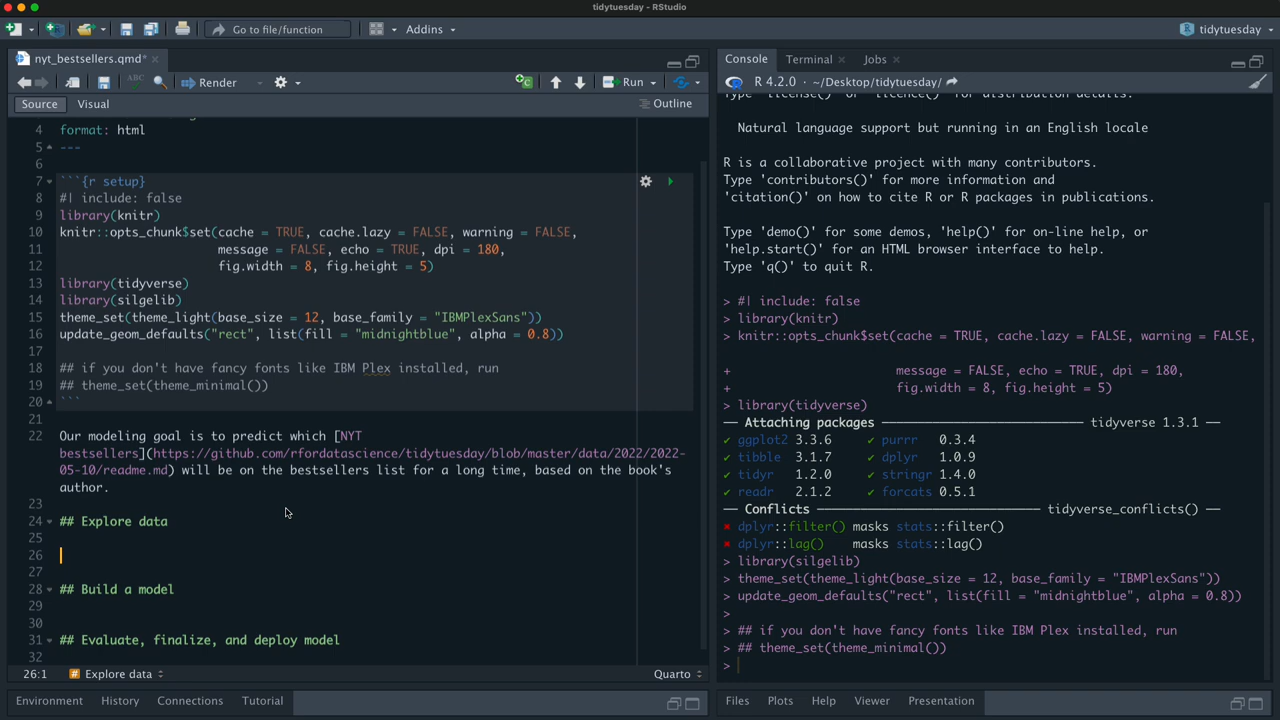 tidytuesday - RStudio
Go to file/function
Addins
tidytuesday
nyt_bestsellers.qmd*
ABC
Render
Run
Source
Visual
Outline
4 format: html
5 ---
6
7 ```{r setup}
8 #| include: false
9 library(knitr)
10 knitr::opts_chunk$set(cache = TRUE, cache.lazy = FALSE, warning = FALSE,
11 message = FALSE, echo = TRUE, dpi = 180,
12 fig.width = 8, fig.height = 5)
13 library(tidyverse)
14 library(silgelib)
15 theme_set(theme_light(base_size = 12, base_family = "IBMPlexSans"))
16 update_geom_defaults("rect", list(fill = "midnightblue", alpha = 0.8))
17
18 ## if you don't have fancy fonts like IBM Plex installed, run
19 ## theme_set(theme_minimal())
20 ```
21
22 Our modeling goal is to predict which [NYT
bestsellers](https://github.com/rfordatascience/tidytuesday/blob/master/data/2022/2022-
05-10/readme.md) will be on the bestsellers list for a long time, based on the book's
author.
23
24 ## Explore data
25
26
27
28 ## Build a model
29
30
31 ## Evaluate, finalize, and deploy model
32
26:1
# Explore data
Quarto
Environment
History
Connections
Tutorial
Console
Terminal
Jobs
R 4.2.0 · ~/Desktop/tidytuesday/
Type 'license()' or 'licence()' for distribution details.
Natural language support but running in an English locale
R is a collaborative project with many contributors.
Type 'contributors()' for more information and
'citation()' on how to cite R or R packages in publications.
Type 'demo()' for some demos, 'help()' for on-line help, or
'help.start()' for an HTML browser interface to help.
Type 'q()' to quit R.
> #| include: false
> library(knitr)
> knitr::opts_chunk$set(cache = TRUE, cache.lazy = FALSE, warning = FALSE,
+ message = FALSE, echo = TRUE, dpi = 180,
+ fig.width = 8, fig.height = 5)
> library(tidyverse)
— Attaching packages ——— tidyverse 1.3.1 —
✔ ggplot2 3.3.6 ✔ purrr 0.3.4
✔ tibble 3.1.7 ✔ dplyr 1.0.9
✔ tidyr 1.2.0 ✔ stringr 1.4.0
✔ readr 2.1.2 ✔ forcats 0.5.1
— Conflicts ——— tidyverse_conflicts() —
✖ dplyr::filter() masks stats::filter()
✖ dplyr::lag() masks stats::lag()
> library(silgelib)
> theme_set(theme_light(base_size = 12, base_family = "IBMPlexSans"))
> update_geom_defaults("rect", list(fill = "midnightblue", alpha = 0.8))
>
> ## if you don't have fancy fonts like IBM Plex installed, run
> ## theme_set(theme_minimal())
>
Files
Plots
Help
Viewer
Presentation